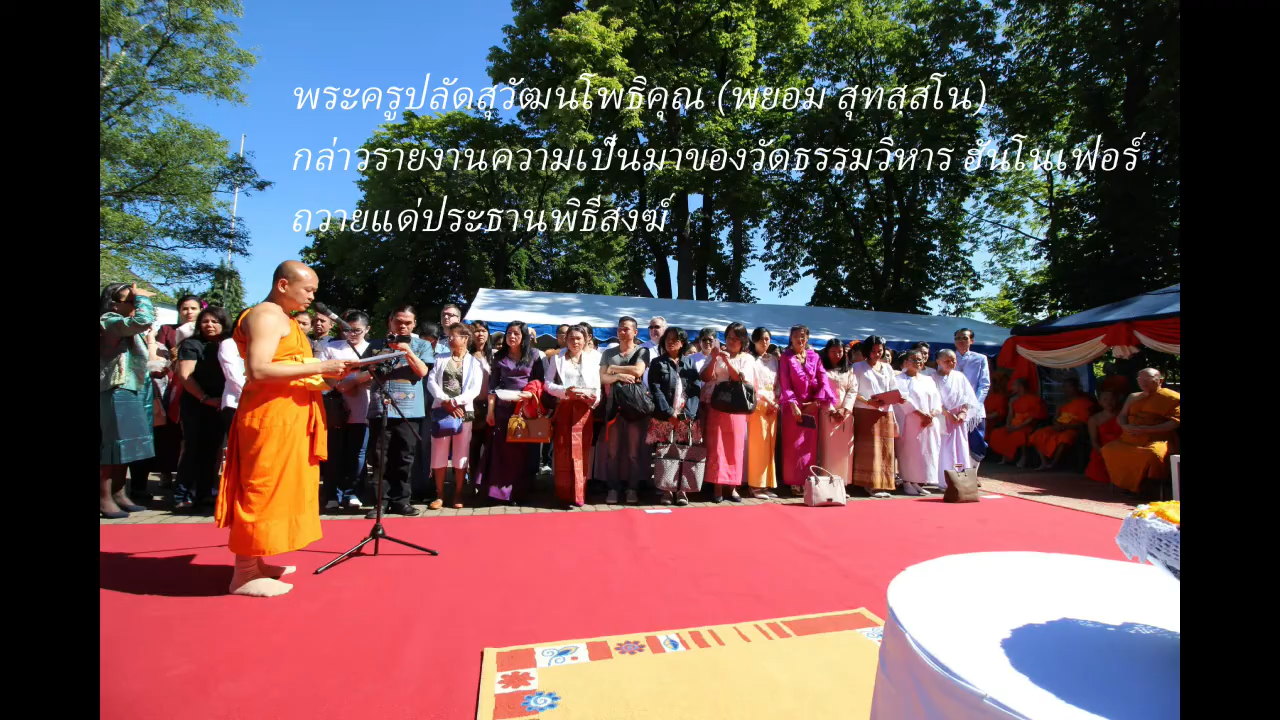 พระครูปลัดสุวัฒนโพธิคุณ (พยอม สุทสฺสโน)
กล่าวรายงานความเป็นมาของวัดธรรมวิหาร ฮันโนเฟอร์
ถวายแด่ประธานพิธีสงฆ์